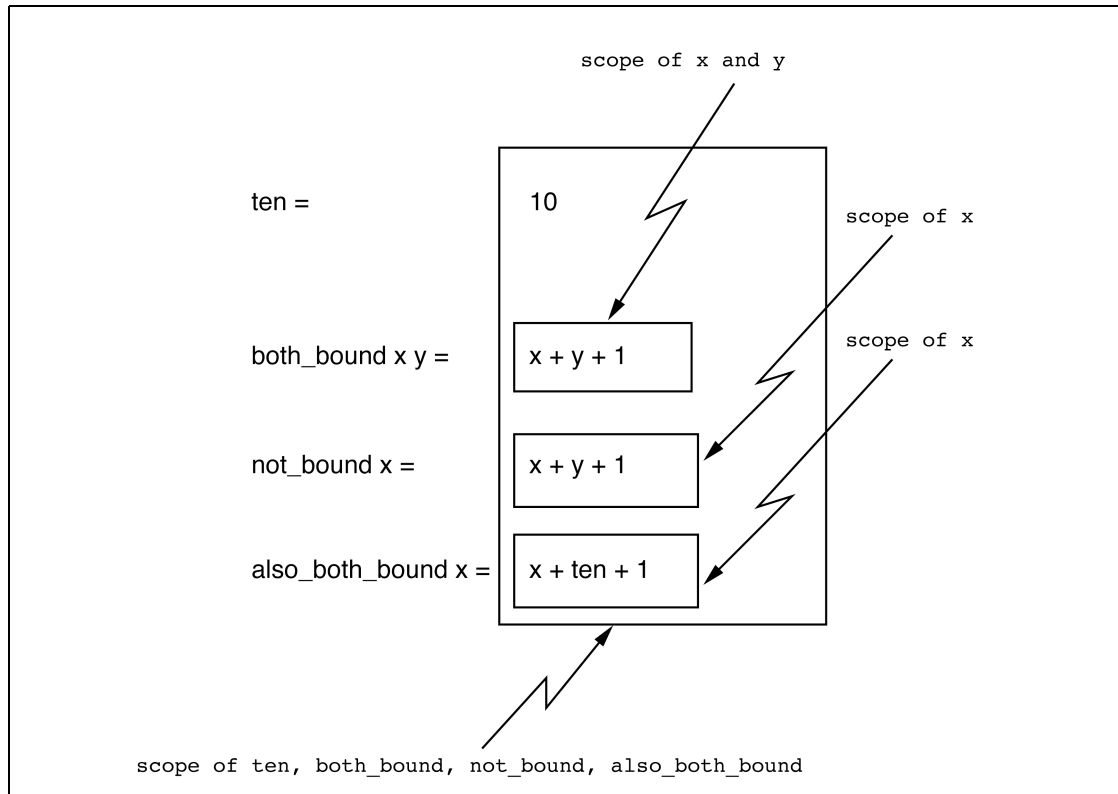 scope of x and y
ten = 10
scope of x
scope of x
both_bound x y = x + y + 1
not_bound x = x + y + 1
also_both_bound x = x + ten + 1
scope of ten, both_bound, not_bound, also_both_bound